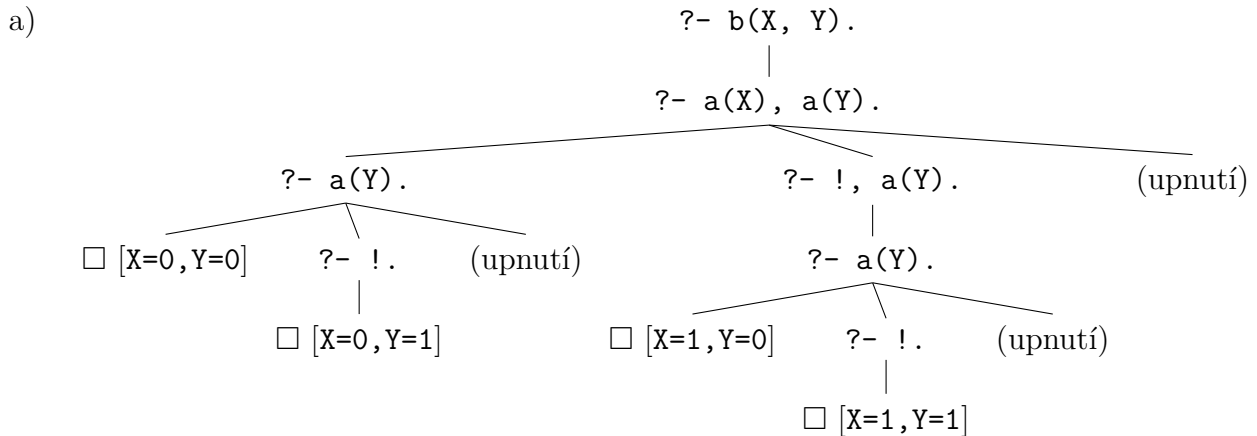 a)
?- b(X, Y).
?- a(X), a(Y).
?- a(Y). ?- !, a(Y). (upnutí)
□ [X=0,Y=0] ?- !. (upnutí) ?- a(Y).
□ [X=0,Y=1] □ [X=1,Y=0] ?- !. (upnutí)
□ [X=1,Y=1]